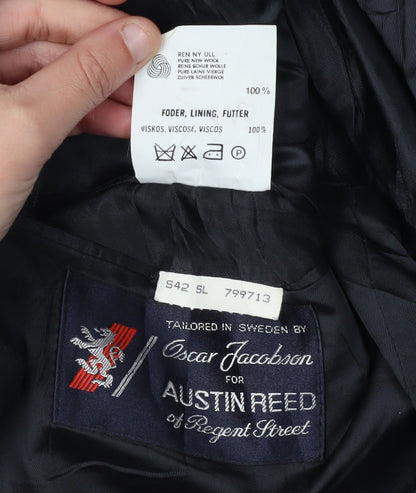 REN NY ULL
PURE NEW WOOL
REINE SCHURWOLLE
PURE LAINE VIERGE
ZUIVER SCHEERWOL
100%
FODER, LINING, FUTTER
VISKOS, VISCOSE, VISCOS 100%
P
S42 SL 799713
TAILORED IN SWEDEN BY
Oscar Jacobson
FOR
AUSTIN REED
of Regent Street